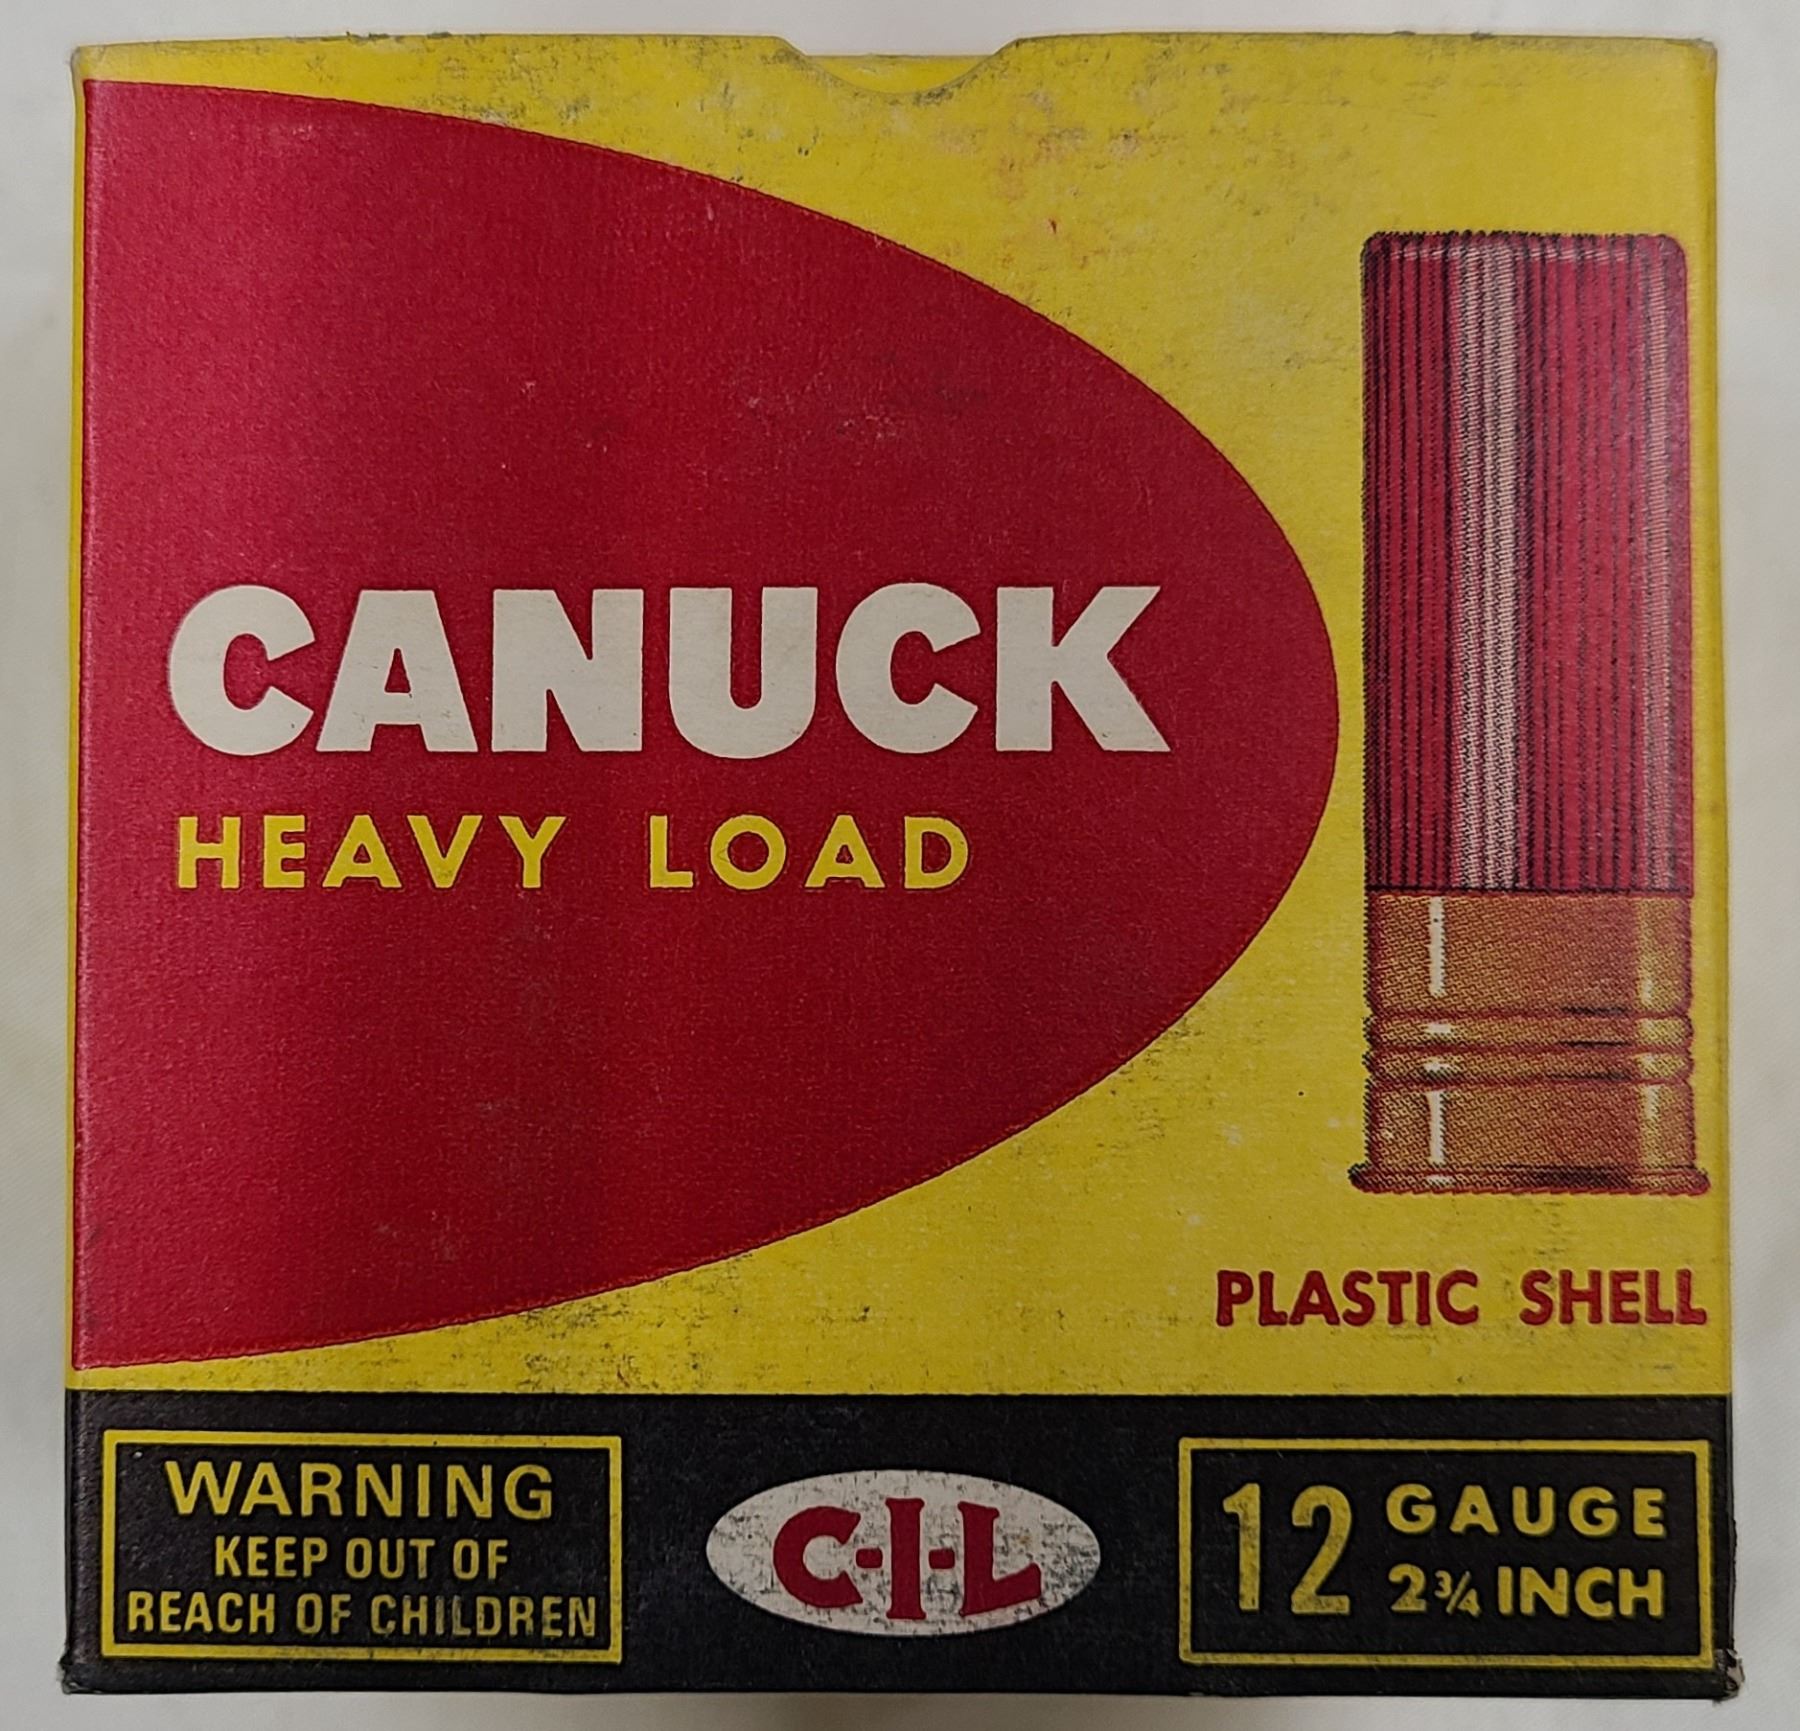 CANUCK
HEAVY LOAD
PLASTIC SHELL
WARNING
KEEP OUT OF
REACH OF CHILDREN
C-I-L
12 GAUGE
2¾ INCH